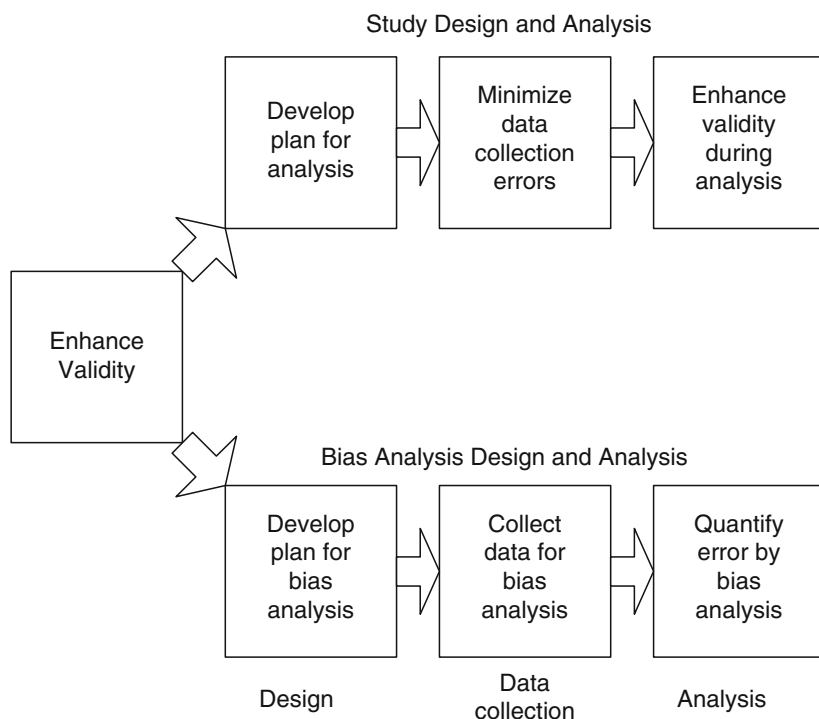 Study Design and Analysis
Develop
plan for
analysis
Minimize
data
collection
errors
Enhance
validity
during
analysis
Enhance
Validity
Bias Analysis Design and Analysis
Develop
plan for
bias
analysis
Collect
data for
bias
analysis
Quantify
error by
bias
analysis
Design
Data
collection
Analysis